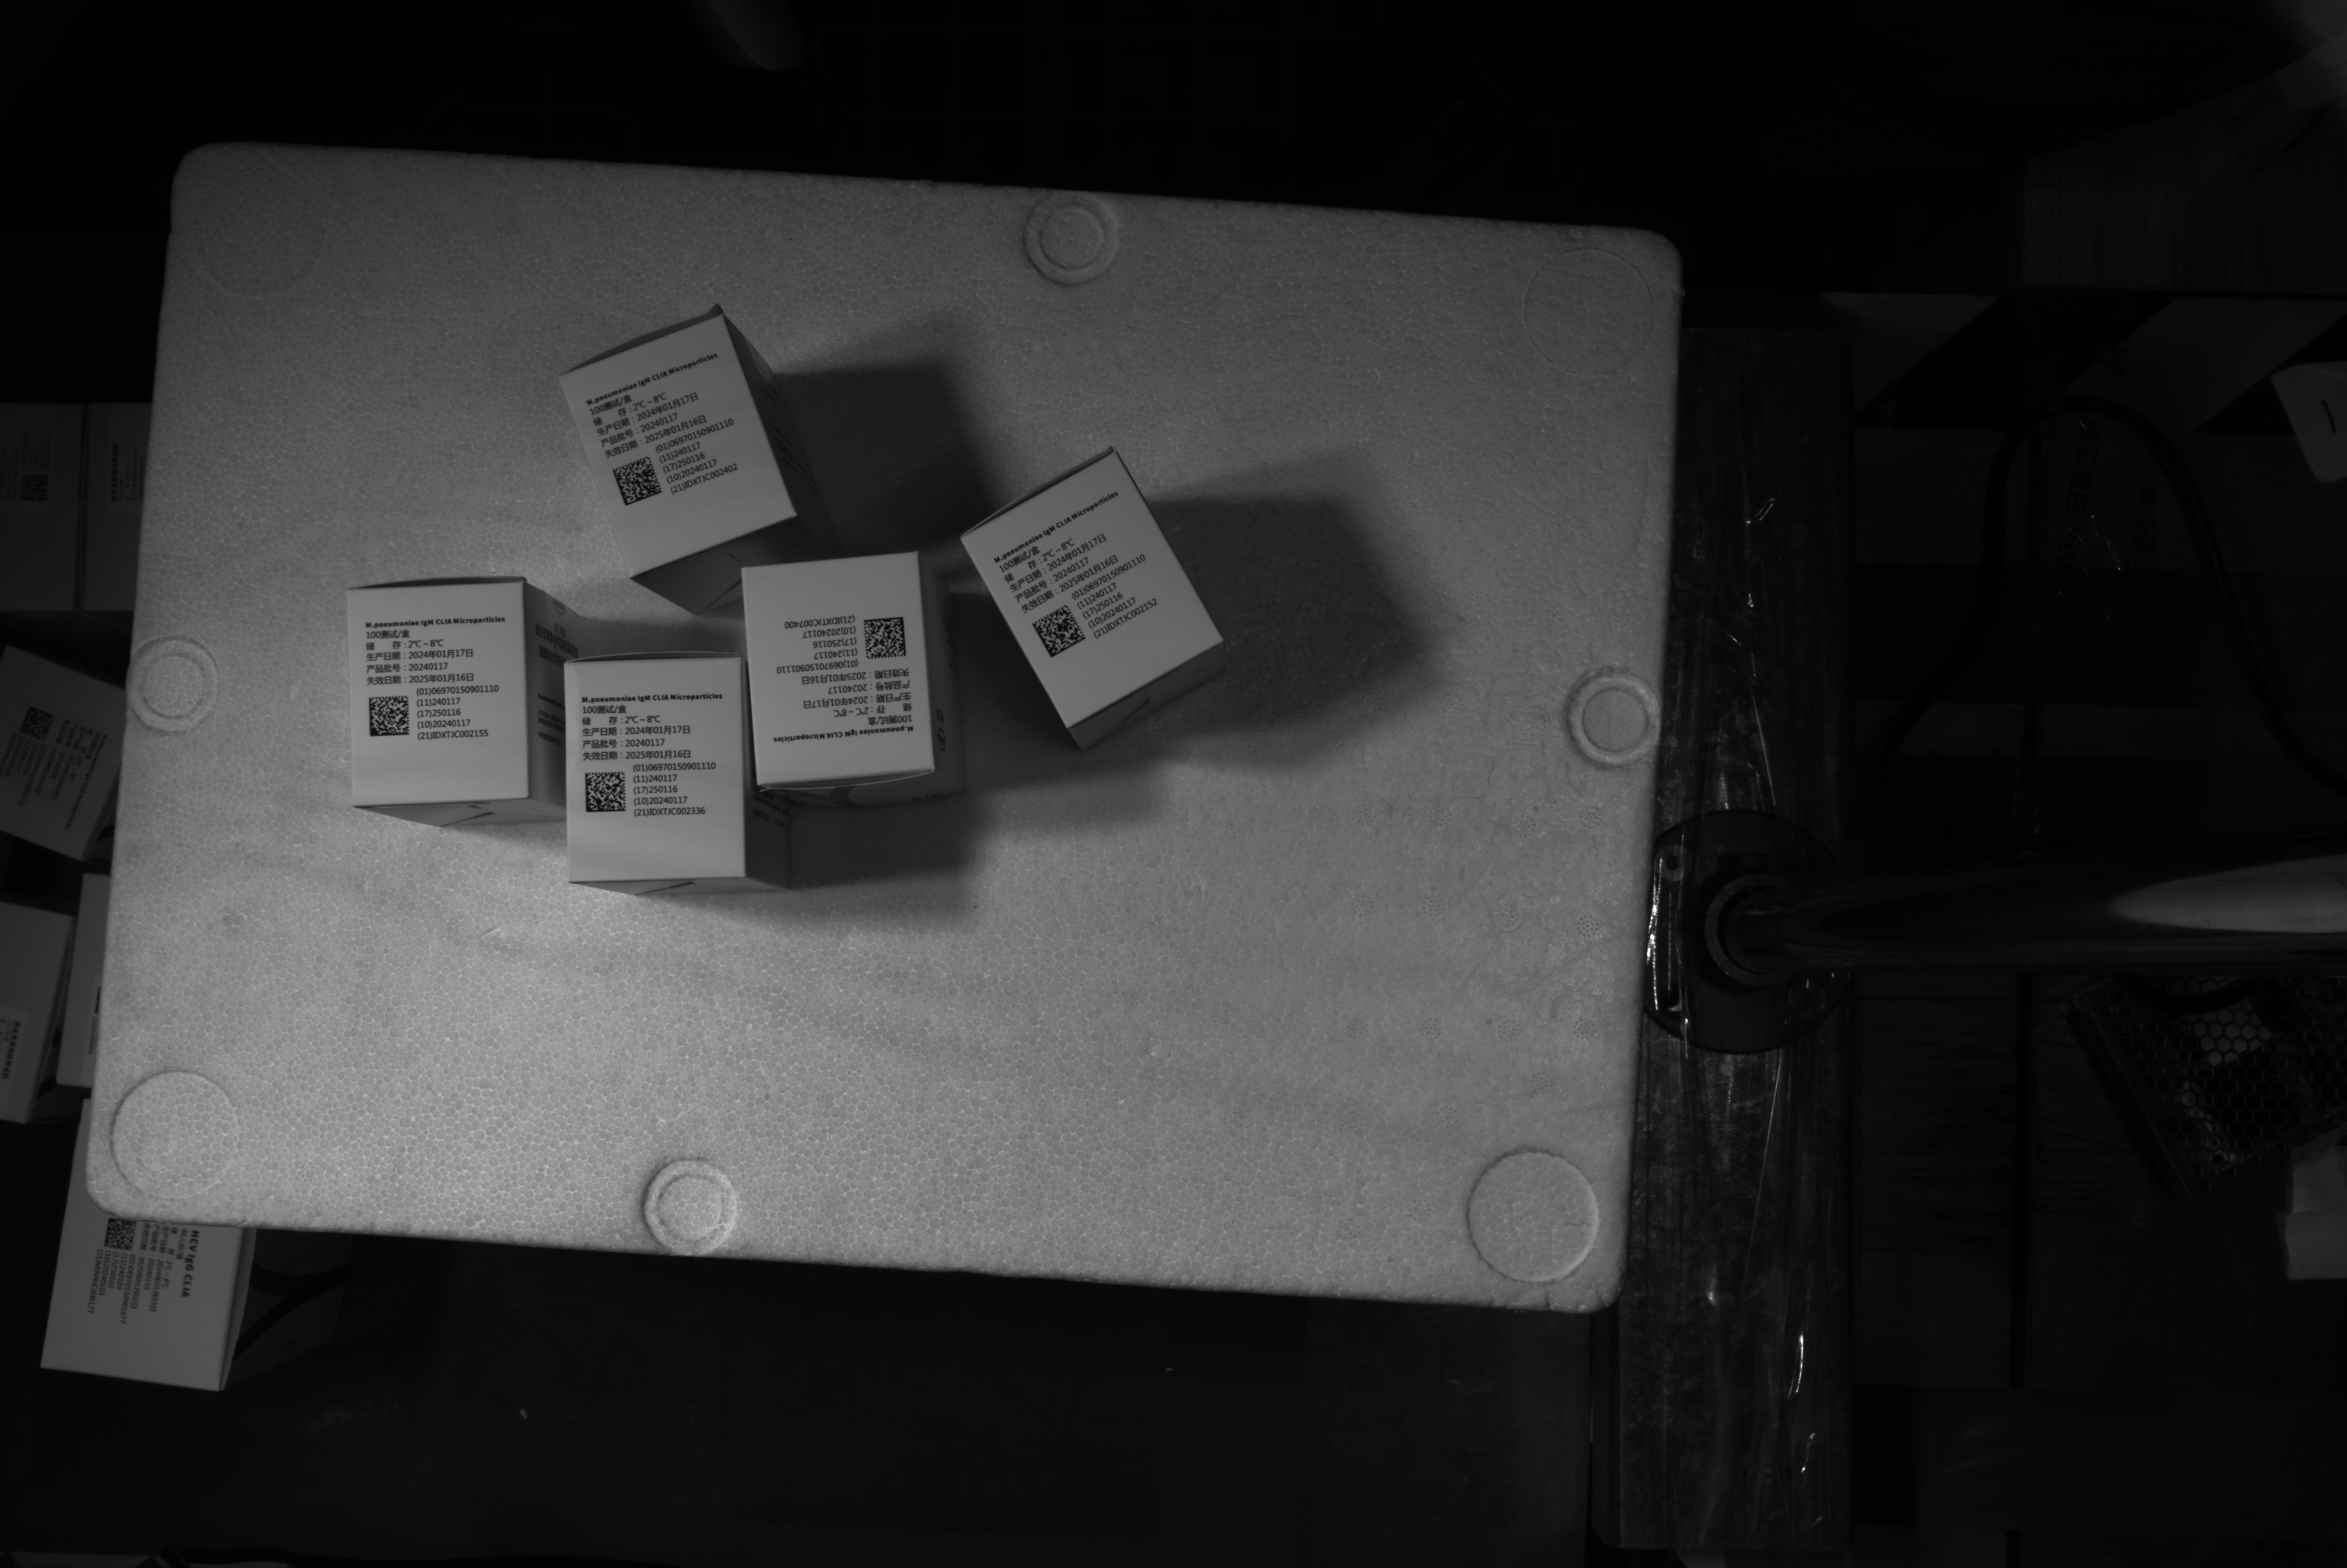 M.pneumoniae IgM CLIA Microparticles
100测试/盒
储 存：2℃~8℃
生产日期：2024年01月17日
产品批号：20240117
失效日期：2025年01月16日
(01)06970150901110
(11)240117
(17)250116
(10)20240117
(21)IDXTJC002402
M.pneumoniae IgM CLIA Microparticles
100测试/盒
储 存：2℃~8℃
生产日期：2024年01月17日
产品批号：20240117
失效日期：2025年01月16日
(01)06970150901110
(11)240117
(17)250116
(10)20240117
(21)IDXTJC002152
M.pneumoniae IgM CLIA Microparticles
100测试/盒
储 存：2℃~8℃
生产日期：2024年01月17日
产品批号：20240117
失效日期：2025年01月16日
(01)06970150901110
(11)240117
(17)250116
(10)20240117
(21)IDXTJC002155
M.pneumoniae IgM CLIA Microparticles
100测试/盒
储 存：2℃~8℃
生产日期：2024年01月17日
产品批号：20240117
失效日期：2025年01月16日
(01)06970150901110
(11)240117
(17)250116
(10)20240117
(21)IDXTJC002336
M.pneumoniae IgM CLIA Microparticles
100测试/盒
储 存：2℃~8℃
生产日期：2024年01月17日
产品批号：20240117
失效日期：2025年01月16日
(01)06970150901110
(11)240117
(17)250116
(10)20240117
(21)IDXTJC007400
HCV IgG CLIA